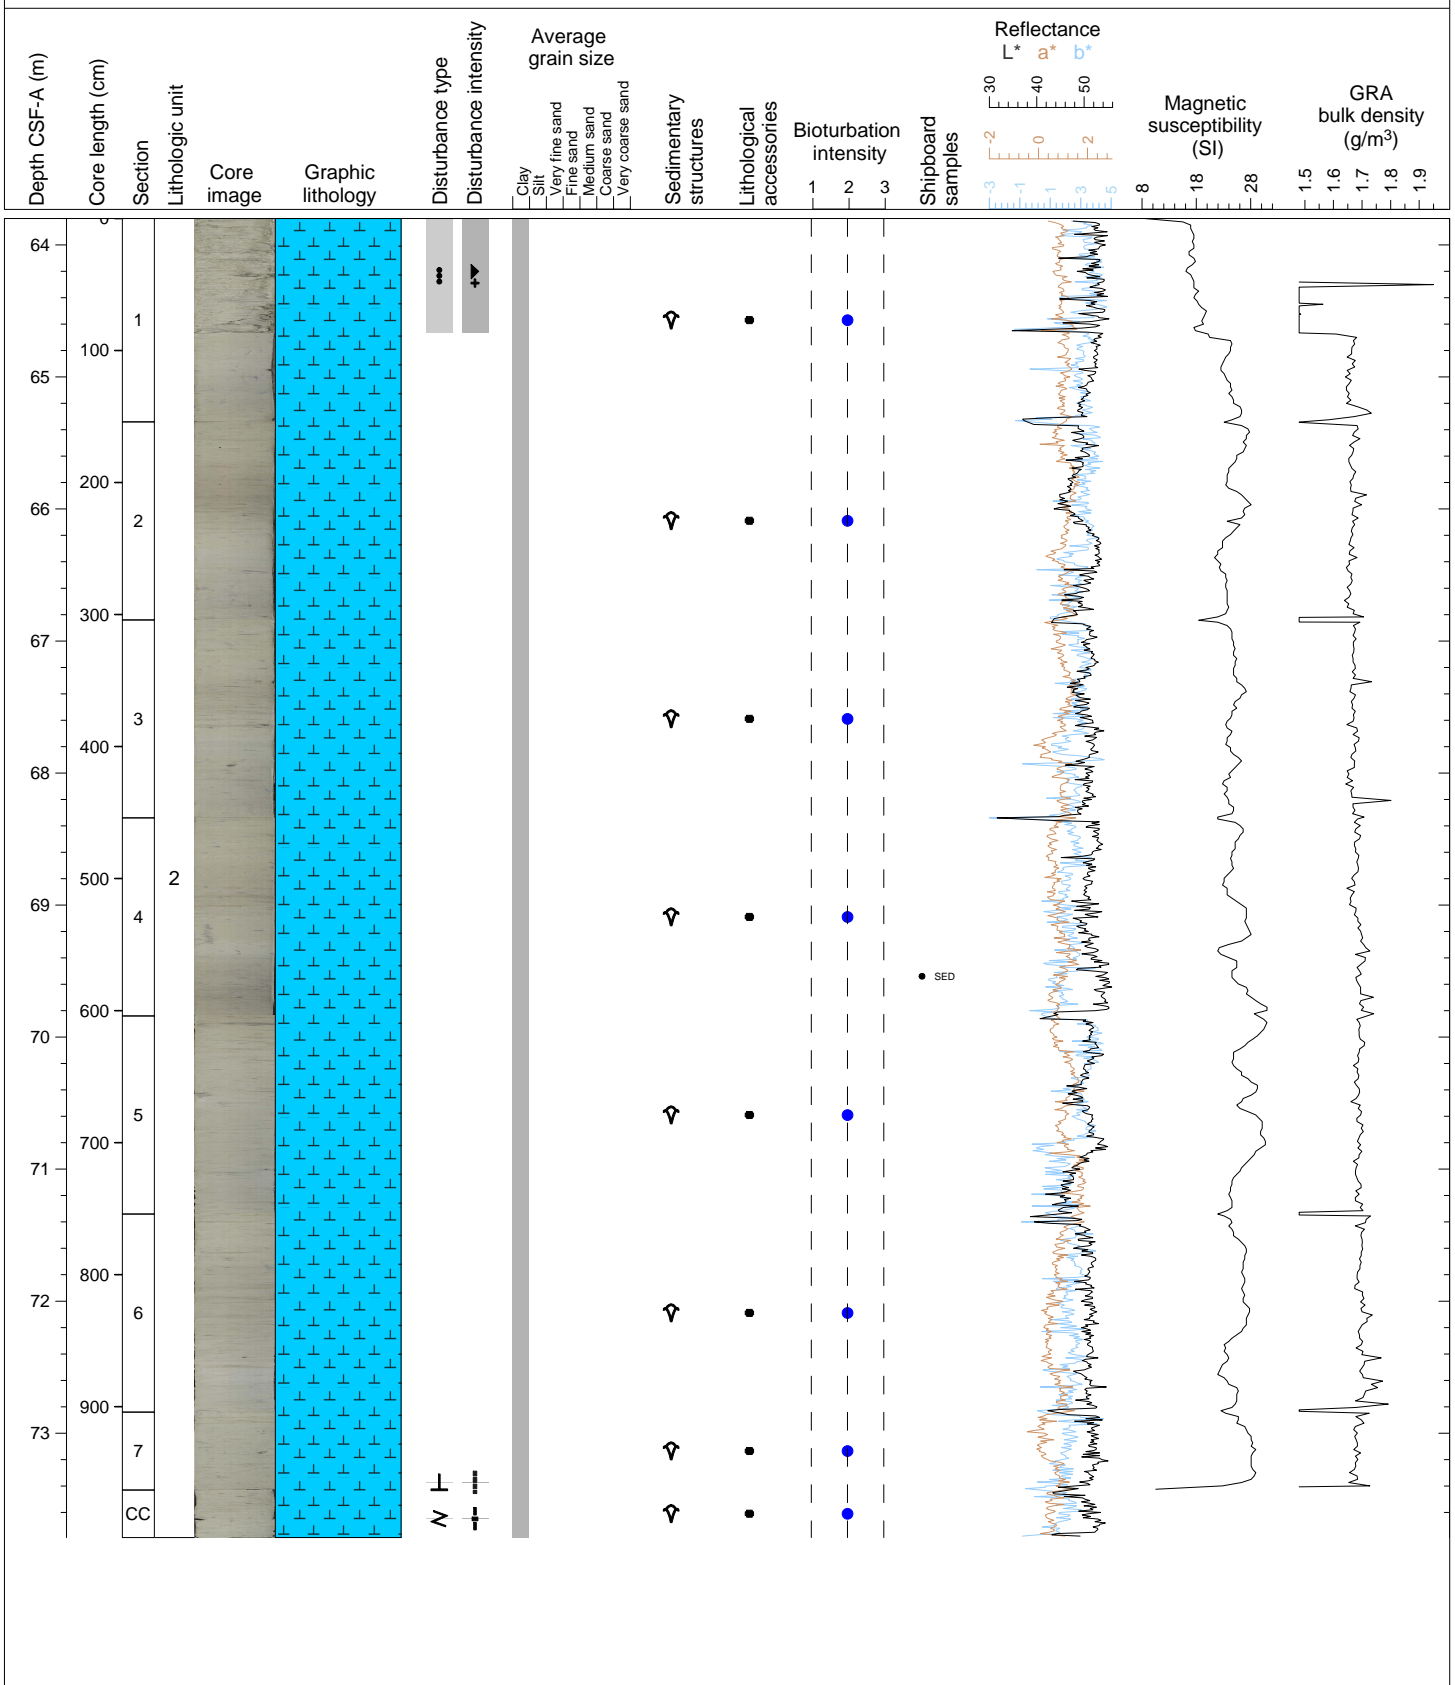 Depth CSF-A (m)
Core length (cm)
Section
Lithologic unit
Core
image
Graphic
lithology
Disturbance type
Disturbance intensity
Average
grain size
Clay
Silt
Very fine sand
Fine sand
Medium sand
Coarse sand
Very coarse sand
Sedimentary
structures
Lithological
accessories
Bioturbation
intensity
1 2 3
Shipboard
samples
Reflectance
L* a* b*
30 40 50
-2 0 2
-3 -1 1 3 5
Magnetic
susceptibility
(SI)
8 18 28
GRA
bulk density
(g/m3)
1.5 1.6 1.7 1.8 1.9
0
64
1
100
65
200
66
2
300
67
3
400
68
2
500
69
4
SED
600
70
5
700
71
800
72
6
900
73
7
CC